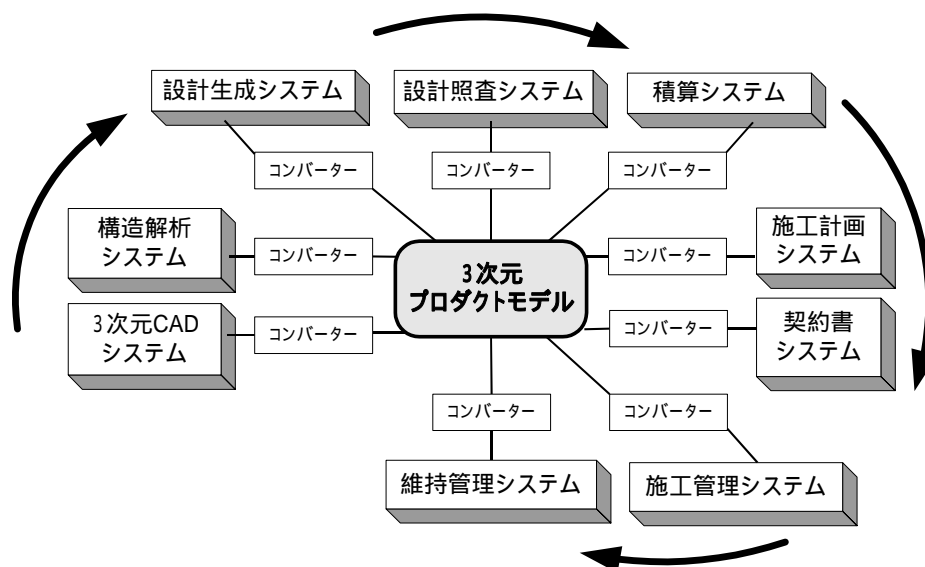 設計生成システム
設計照査システム
積算システム
コンバーター
コンバーター
コンバーター
構造解析
システム
コンバーター
3次元
プロダクトモデル
コンバーター
施工計画
システム
3次元CAD
システム
コンバーター
コンバーター
契約書
システム
コンバーター
コンバーター
維持管理システム
施工管理システム